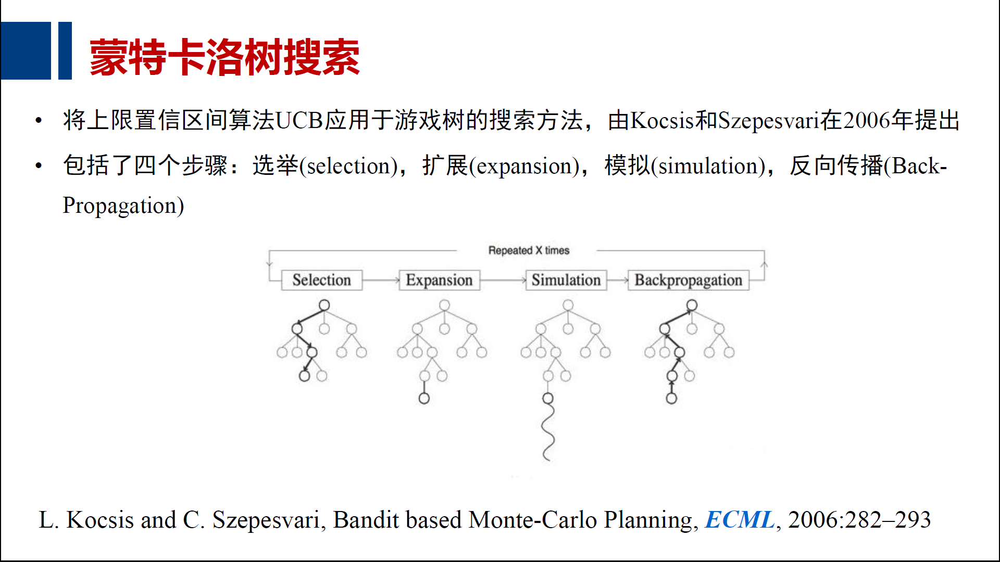 蒙特卡洛树搜索
• 将上限置信区间算法UCB应用于游戏树的搜索方法，由Kocsis和Szepesvari在2006年提出
• 包括了四个步骤：选举(selection)，扩展(expansion)，模拟(simulation)，反向传播(Back-
Propagation)
Repeated X times
Selection Expansion Simulation Backpropagation
L. Kocsis and C. Szepesvari, Bandit based Monte-Carlo Planning, ECML, 2006:282–293